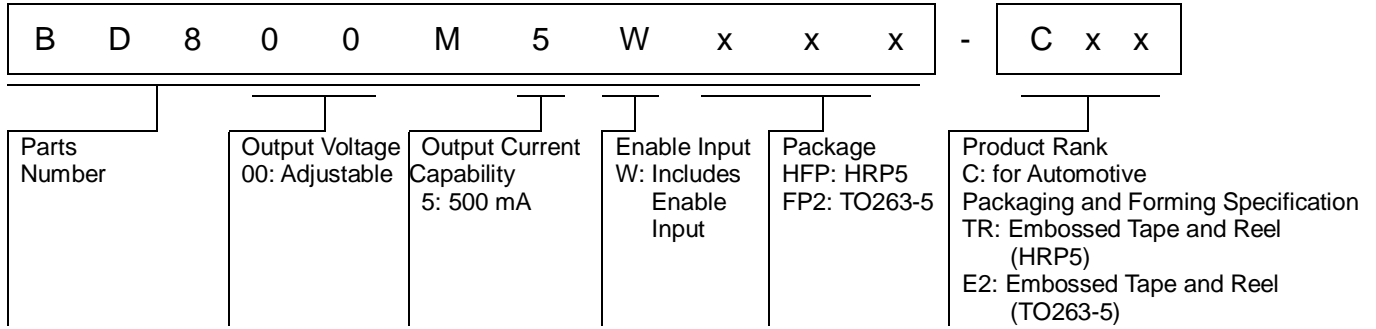 B D 8 0 0 M 5 W x x x - C x x
Parts
Number
Output Voltage
00: Adjustable
Output Current
Capability
5: 500 mA
Enable Input
W: Includes
Enable
Input
Package
HFP: HRP5
FP2: TO263-5
Product Rank
C: for Automotive
Packaging and Forming Specification
TR: Embossed Tape and Reel
(HRP5)
E2: Embossed Tape and Reel
(TO263-5)